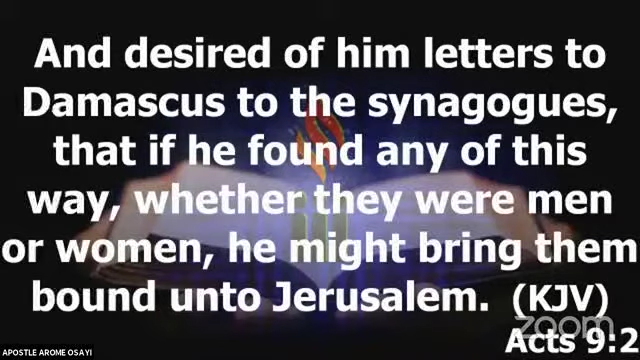 And desired of him letters to
Damascus to the synagogues,
that if he found any of this
way, whether they were men
or women, he might bring them
bound unto Jerusalem. (KJV)
zoom
Acts 9:2
APOSTLE AROME OSAYI